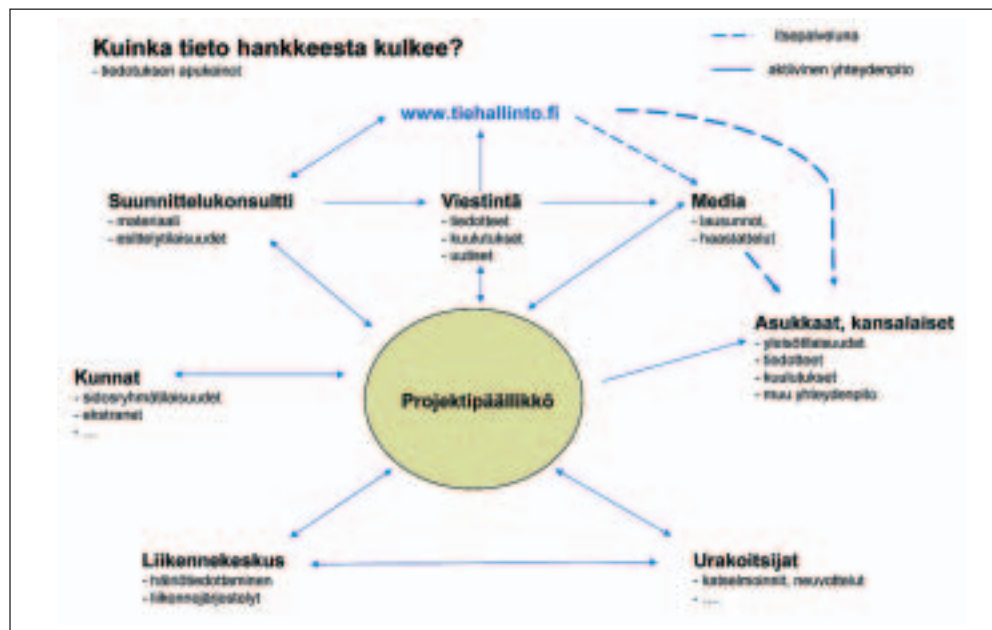 Kuinka tieto hankkeesta kulkee?
- tiedotuksen apukeinot
itsepalveluna
aktiivinen yhteydenpito
www.tiehallinto.fi
Suunnittelukonsultti
- materiaali
- esittelytilaisuudet
Viestintä
- tiedotteet
- kuulutukset
- uutiset
Media
- lausunnot,
- haastattelut
Asukkaat, kansalaiset
- yleisötilaisuudet
- tiedotteet
- kuulutukset
- muu yhteydenpito
Kunnat
- sidosryhmätilaisuudet
- ekstranet
- ....
Projektipäällikkö
Liikennekeskus
- häiriötiedottaminen
- liikennejärjestelyt
Urakoitsijat
- katselmoinnit, neuvottelut
- ....